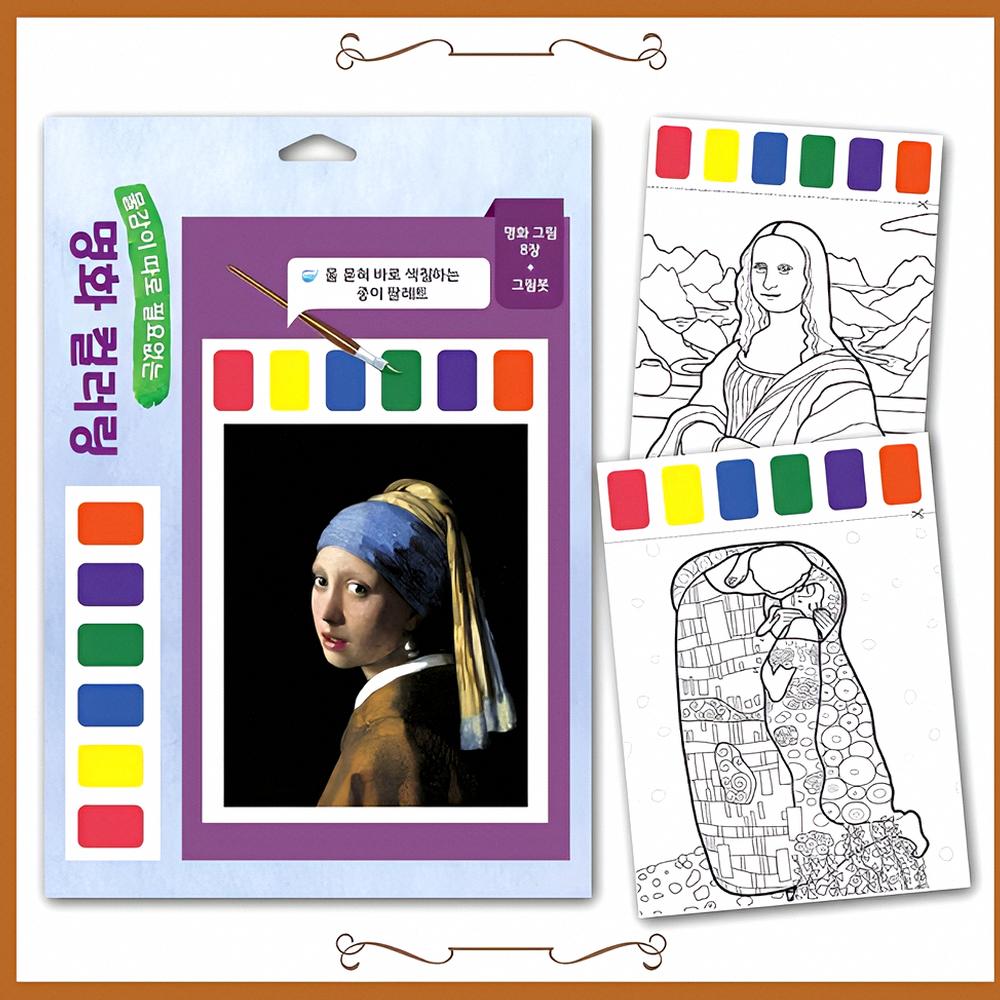 물감이 따로 필요없는
명화 컬러링
명화 그림
8장
그림붓
물 묻혀 바로 색칠하는
종이 팔레트